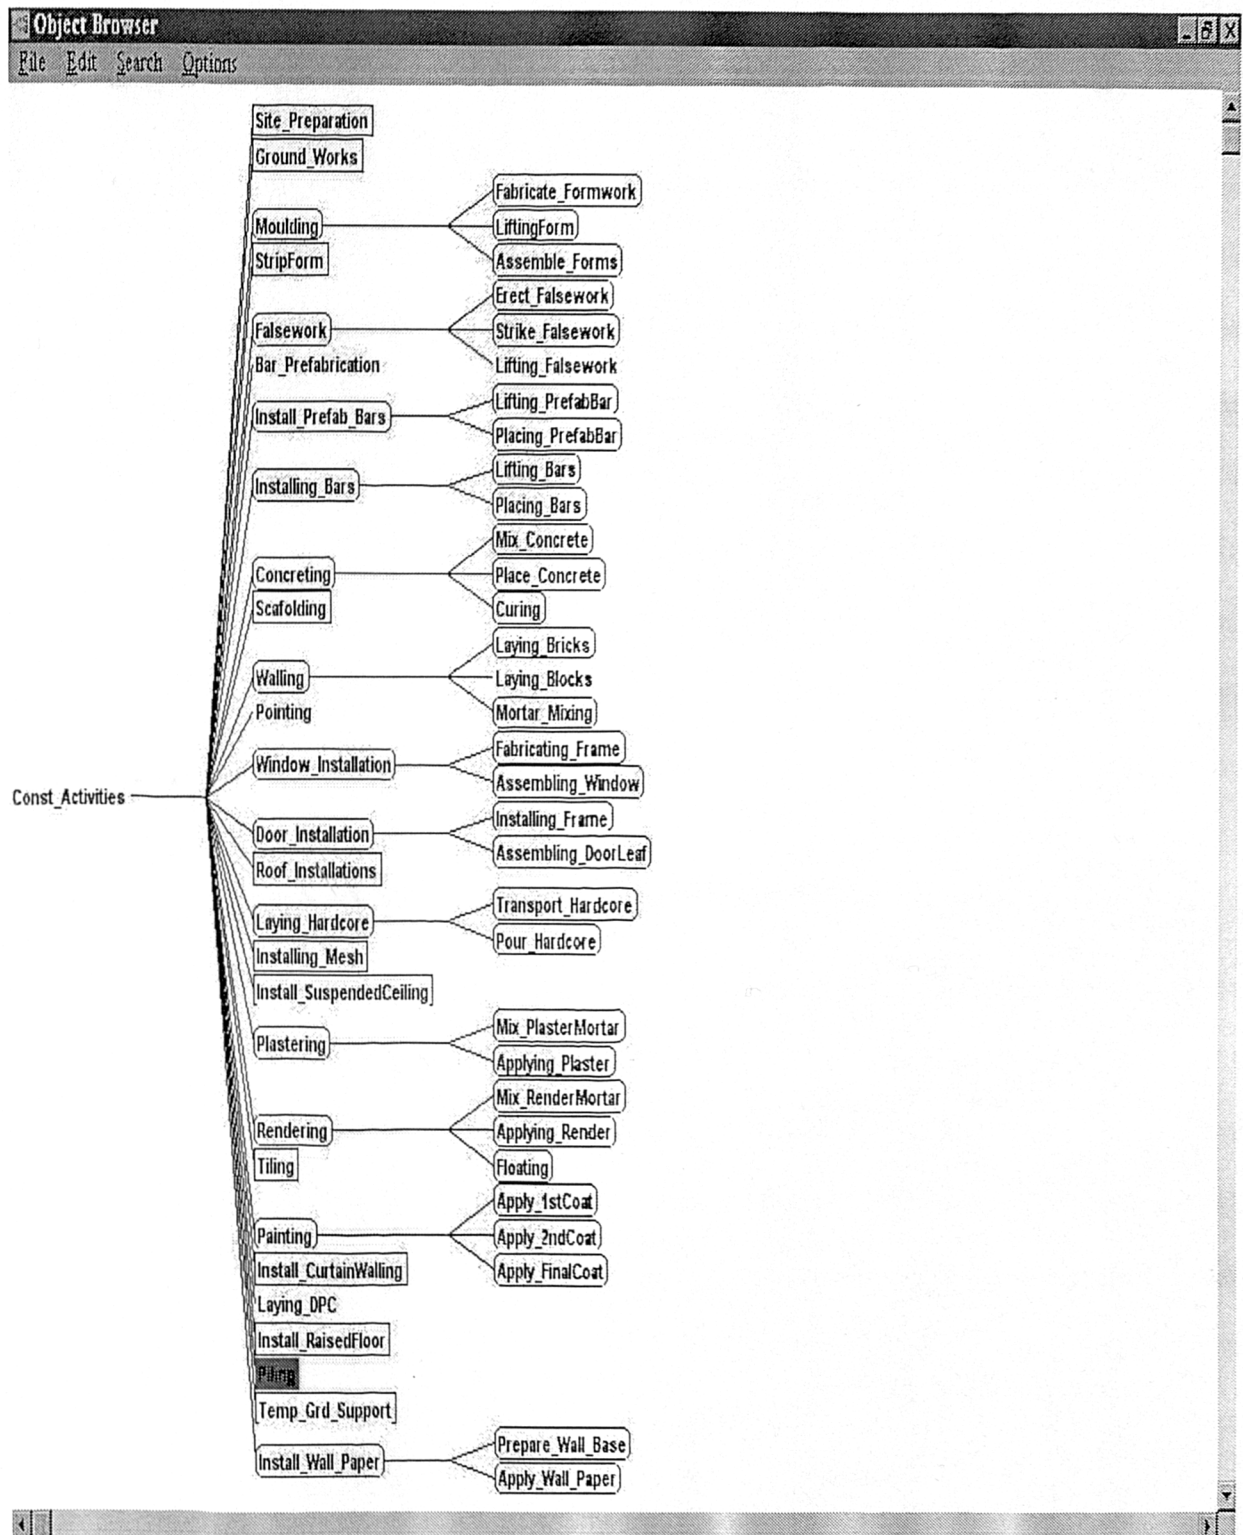 Object Browser
File Edit Search Options
Site_Preparation
Ground_Works
Fabricate_Formwork
Moulding
LiftingForm
StripForm
Assemble_Forms
Erect_Falsework
Falsework
Strike_Falsework
Bar_Prefabrication
Lifting_Falsework
Lifting_PrefabBar
Install_Prefab_Bars
Placing_PrefabBar
Lifting_Bars
Installing_Bars
Placing_Bars
Mix_Concrete
Concreting
Place_Concrete
Scafolding
Curing
Laying_Bricks
Walling
Laying_Blocks
Pointing
Mortar_Mixing
Fabricating_Frame
Window_Installation
Assembling_Window
Const_Activities
Installing_Frame
Door_Installation
Assembling_DoorLeaf
Roof_Installations
Transport_Hardcore
Laying_Hardcore
Pour_Hardcore
Installing_Mesh
Install_SuspendedCeiling
Mix_PlasterMortar
Plastering
Applying_Plaster
Mix_RenderMortar
Rendering
Applying_Render
Tiling
Floating
Apply_1stCoat
Painting
Apply_2ndCoat
Install_CurtainWalling
Apply_FinalCoat
Laying_DPC
Install_RaisedFloor
Piling
Temp_Grd_Support
Prepare_Wall_Base
Install_Wall_Paper
Apply_Wall_Paper